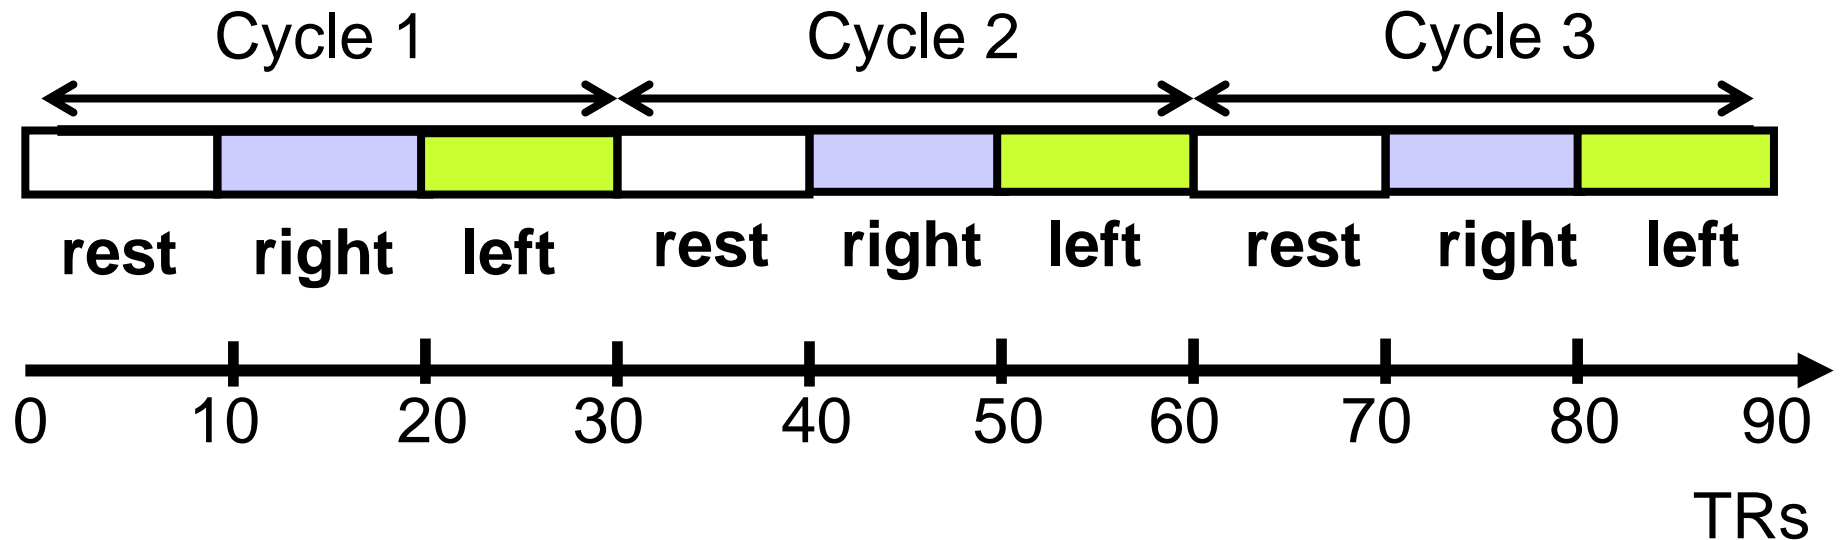 Cycle 1 Cycle 2 Cycle 3
rest right left rest right left rest right left
0 10 20 30 40 50 60 70 80 90
TRs